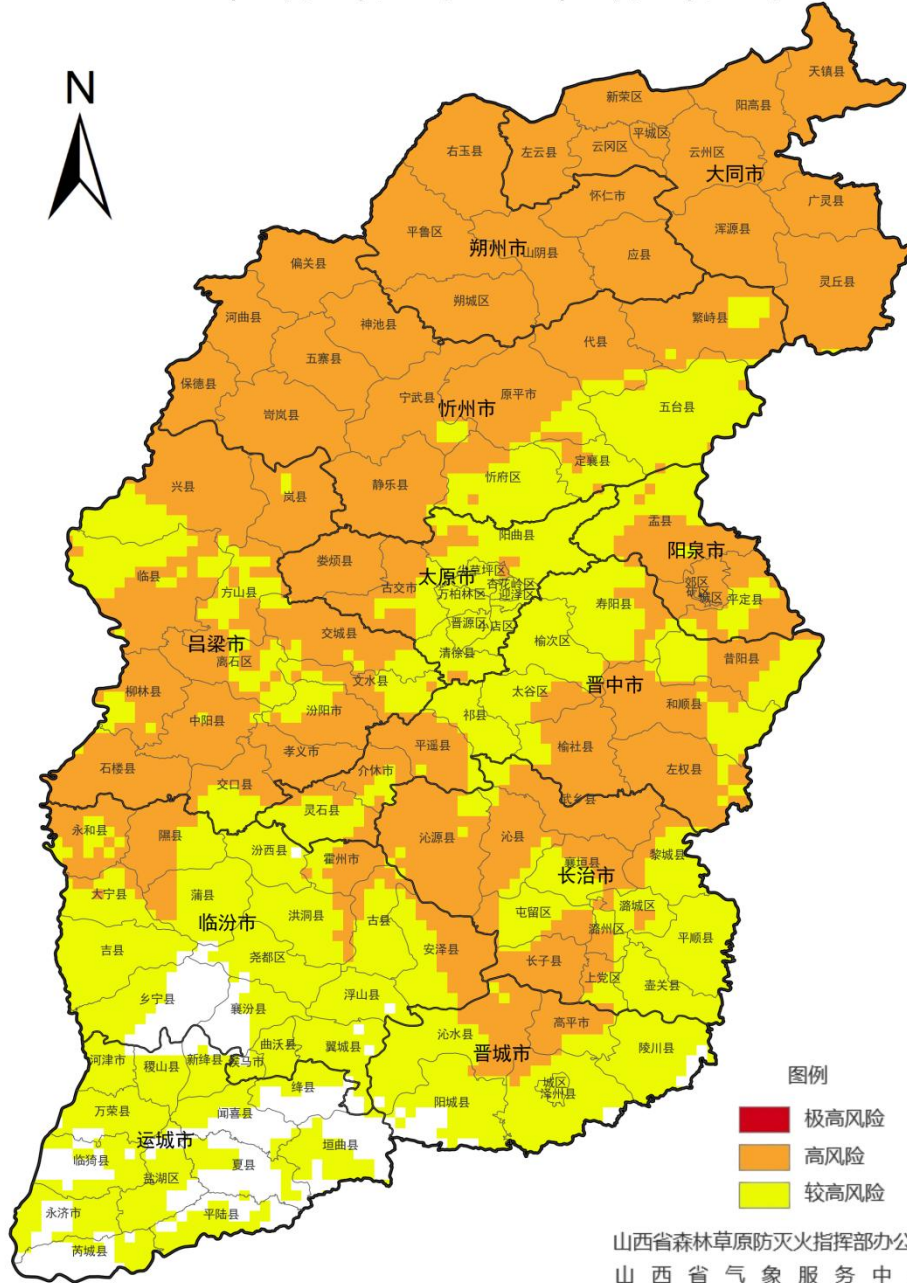 N
天镇县
新荣区
阳高县
平城区
右玉县
左云县
云冈区
云州区
大同市
怀仁市
广灵县
平鲁区
朔州市
山阴县
应县
浑源县
偏关县
灵丘县
朔城区
河曲县
神池县
繁峙县
代县
五寨县
保德县
宁武县
原平市
忻州市
五台县
岢岚县
定襄县
兴县
岚县
静乐县
忻府区
盂县
阳曲县
阳泉市
娄烦县
尖草坪区
临县
太原市
古交市
杏花岭区
郊区
方山县
万柏林区
迎泽区
矿区
城区
平定县
寿阳县
晋源区
小店区
交城县
吕梁市
榆次区
清徐县
离石区
昔阳县
文水县
晋中市
柳林县
太谷区
和顺县
汾阳市
祁县
中阳县
平遥县
榆社县
孝义市
石楼县
介休市
左权县
交口县
武乡县
灵石县
永和县
隰县
沁源县
沁县
汾西县
霍州市
襄垣县
黎城县
长治市
大宁县
蒲县
洪洞县
古县
屯留区
潞城区
临汾市
潞州区
平顺县
吉县
安泽县
尧都区
长子县
上党区
壶关县
乡宁县
浮山县
襄汾县
高平市
沁水县
晋城市
陵川县
曲沃县
翼城县
河津市
新绛县
侯马市
稷山县
绛县
城区
泽州县
阳城县
万荣县
闻喜县
运城市
垣曲县
临猗县
夏县
盐湖区
永济市
平陆县
芮城县
图例
极高风险
高风险
较高风险
山西省森林草原防灭火指挥部办公
山西省气象服务中